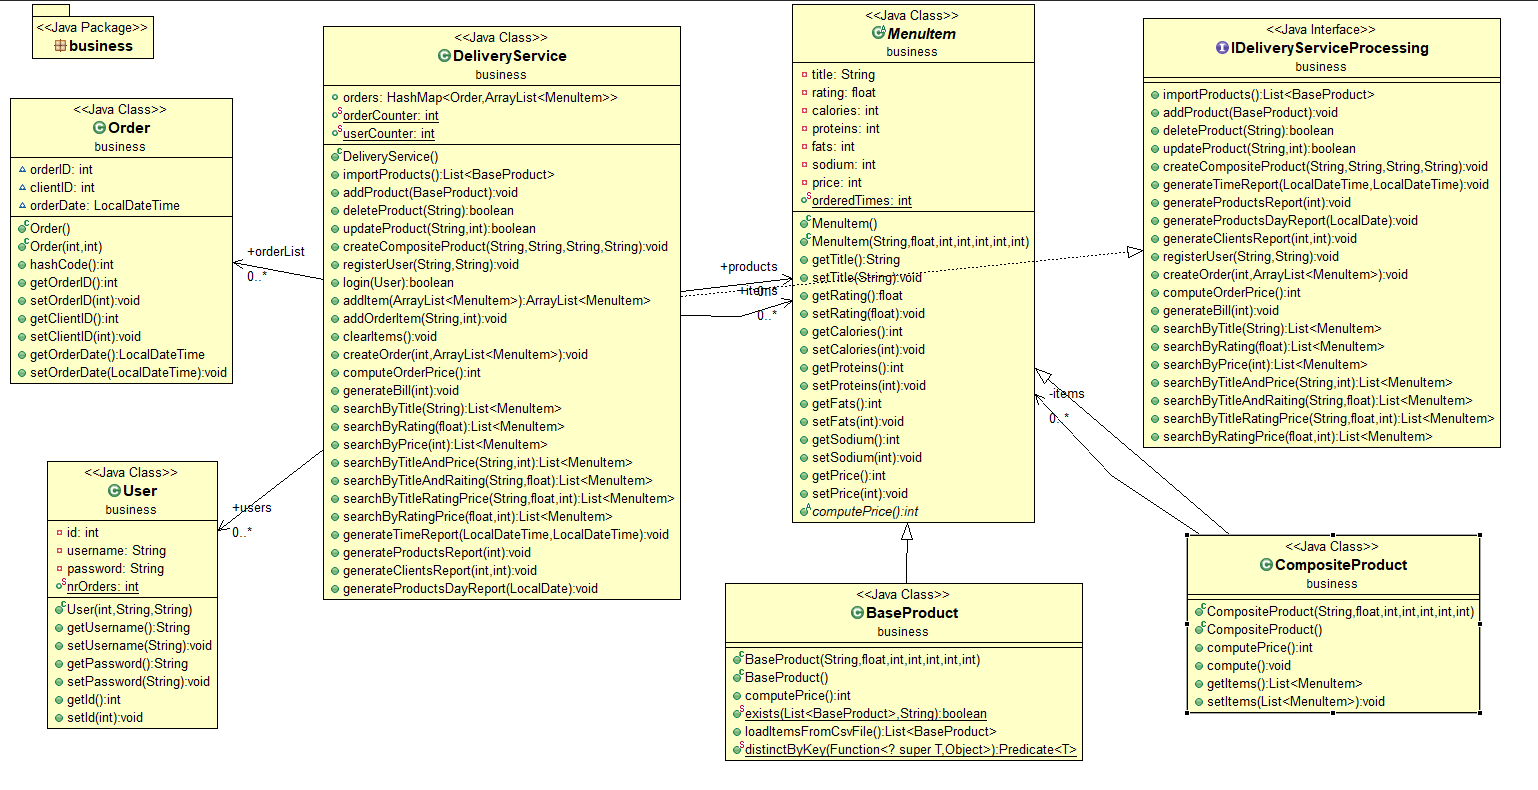 <<Java Package>>
business
<<Java Class>>
Order
business
orderID: int
clientID: int
orderDate: LocalDateTime
Order()
Order(int,int)
hashCode():int
getOrderID():int
setOrderID(int):void
getClientID():int
setClientID(int):void
getOrderDate():LocalDateTime
setOrderDate(LocalDateTime):void
<<Java Class>>
User
business
id: int
username: String
password: String
nrOrders: int
User(int,String,String)
getUsername():String
setUsername(String):void
getPassword():String
setPassword(String):void
getId():int
setId(int):void
+orderList
0..*
+users
0..*
<<Java Class>>
DeliveryService
business
orders: HashMap<Order,ArrayList<MenuItem>>
orderCounter: int
userCounter: int
DeliveryService()
importProducts():List<BaseProduct>
addProduct(BaseProduct):void
deleteProduct(String):boolean
updateProduct(String,int):boolean
createCompositeProduct(String,String,String,String):void
registerUser(String,String):void
login(User):boolean
addItem(ArrayList<MenuItem>):ArrayList<MenuItem>
addOrderItem(String,int):void
clearItems():void
createOrder(int,ArrayList<MenuItem>):void
computeOrderPrice():int
generateBill(int):void
searchByTitle(String):List<MenuItem>
searchByRating(float):List<MenuItem>
searchByPrice(int):List<MenuItem>
searchByTitleAndPrice(String,int):List<MenuItem>
searchByTitleAndRaiting(String,float):List<MenuItem>
searchByTitleRatingPrice(String,float,int):List<MenuItem>
searchByRatingPrice(float,int):List<MenuItem>
generateTimeReport(LocalDateTime,LocalDateTime):void
generateProductsReport(int):void
generateClientsReport(int,int):void
generateProductsDayReport(LocalDate):void
+products
0..*
+items
0..*
<<Java Class>>
MenuItem
business
title: String
rating: float
calories: int
proteins: int
fats: int
sodium: int
price: int
orderedTimes: int
MenuItem()
MenuItem(String,float,int,int,int,int,int)
getTitle():String
setTitle(String):void
getRating():float
setRating(float):void
getCalories():int
setCalories(int):void
getProteins():int
setProteins(int):void
getFats():int
setFats(int):void
getSodium():int
setSodium(int):void
getPrice():int
setPrice(int):void
computePrice():int
<<Java Class>>
BaseProduct
business
BaseProduct(String,float,int,int,int,int,int)
BaseProduct()
computePrice():int
exists(List<BaseProduct>,String):boolean
loadItemsFromCsvFile():List<BaseProduct>
distinctByKey(Function<? super T,Object>):Predicate<T>
<<Java Interface>>
IDeliveryServiceProcessing
business
importProducts():List<BaseProduct>
addProduct(BaseProduct):void
deleteProduct(String):boolean
updateProduct(String,int):boolean
createCompositeProduct(String,String,String,String):void
generateTimeReport(LocalDateTime,LocalDateTime):void
generateProductsReport(int):void
generateProductsDayReport(LocalDate):void
generateClientsReport(int,int):void
registerUser(String,String):void
createOrder(int,ArrayList<MenuItem>):void
computeOrderPrice():int
generateBill(int):void
searchByTitle(String):List<MenuItem>
searchByRating(float):List<MenuItem>
searchByPrice(int):List<MenuItem>
searchByTitleAndPrice(String,int):List<MenuItem>
searchByTitleAndRaiting(String,float):List<MenuItem>
searchByTitleRatingPrice(String,float,int):List<MenuItem>
searchByRatingPrice(float,int):List<MenuItem>
-items
0..*
<<Java Class>>
CompositeProduct
business
CompositeProduct(String,float,int,int,int,int,int)
CompositeProduct()
computePrice():int
compute():void
getItems():List<MenuItem>
setItems(List<MenuItem>):void